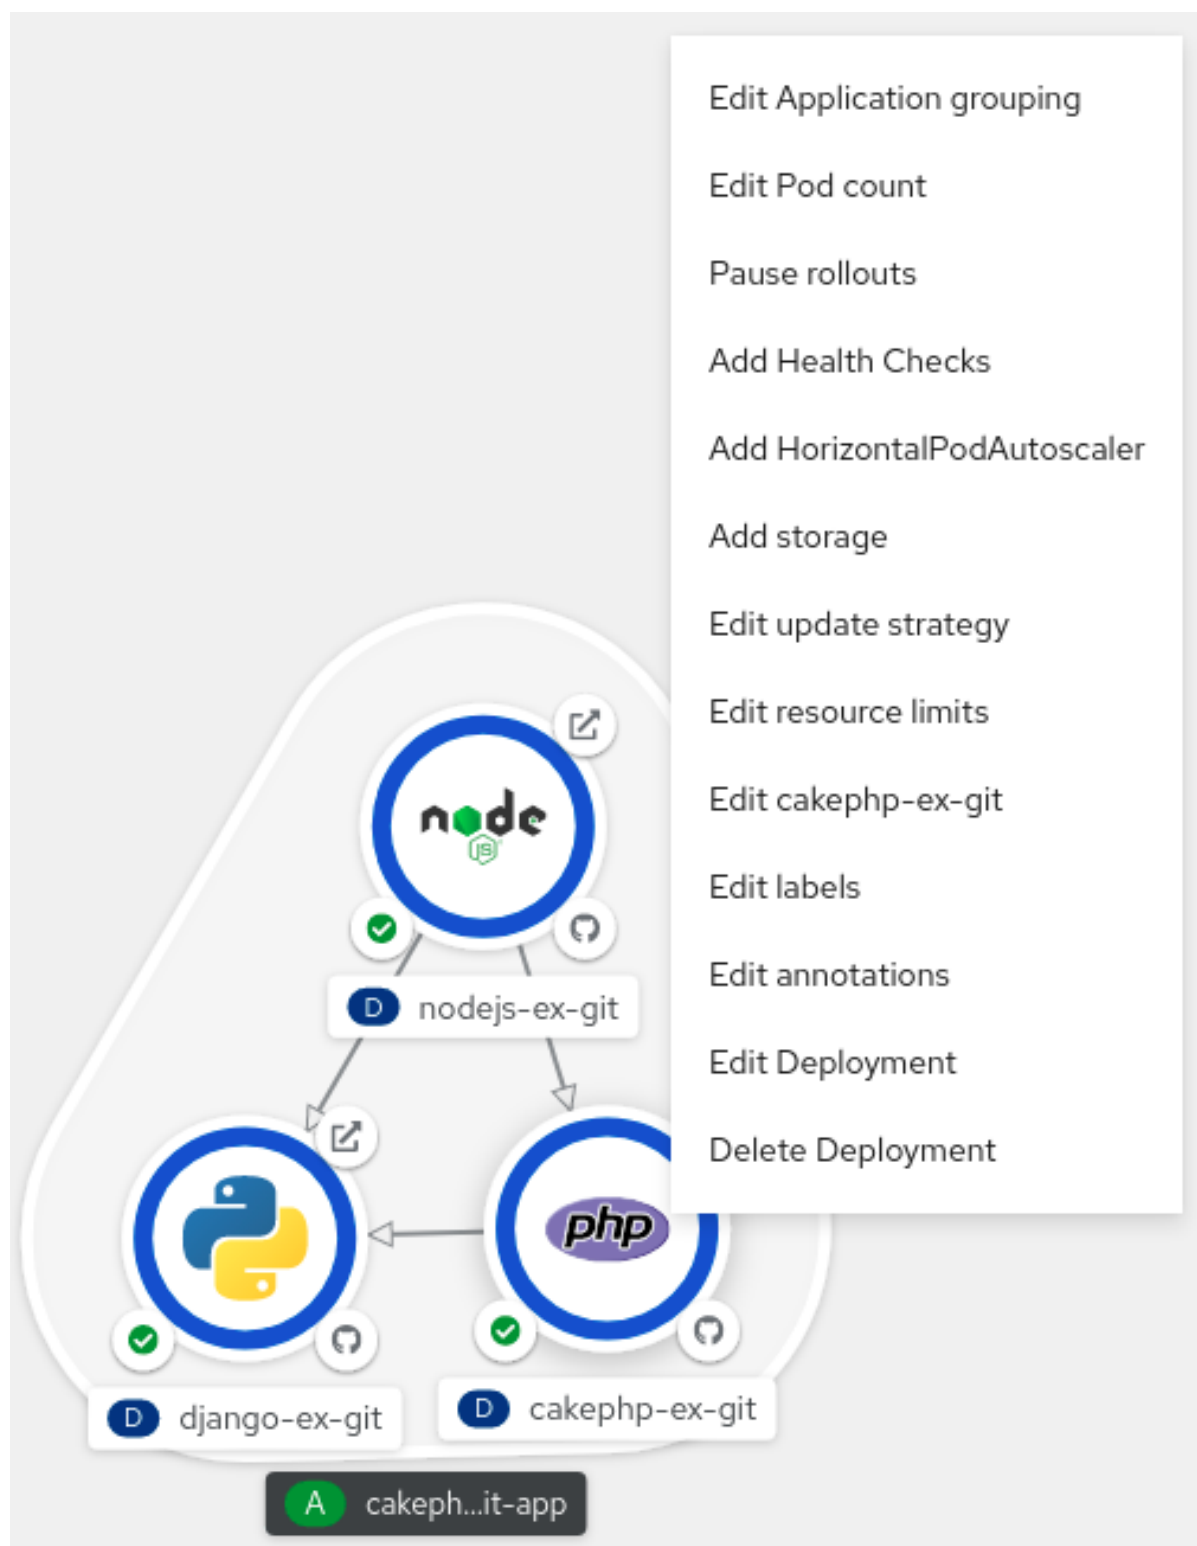 Edit Application grouping
Edit Pod count
Pause rollouts
Add Health Checks
Add HorizontalPodAutoscaler
Add storage
Edit update strategy
Edit resource limits
Edit cakephp-ex-git
Edit labels
Edit annotations
Edit Deployment
Delete Deployment
node
JS
D nodejs-ex-git
php
D django-ex-git
D cakephp-ex-git
A cakeph...it-app